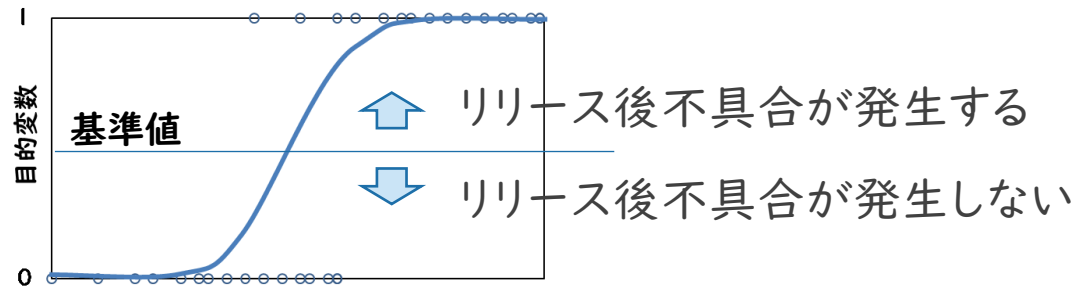 1
目的変数
基準値
リリース後不具合が発生する
リリース後不具合が発生しない
0